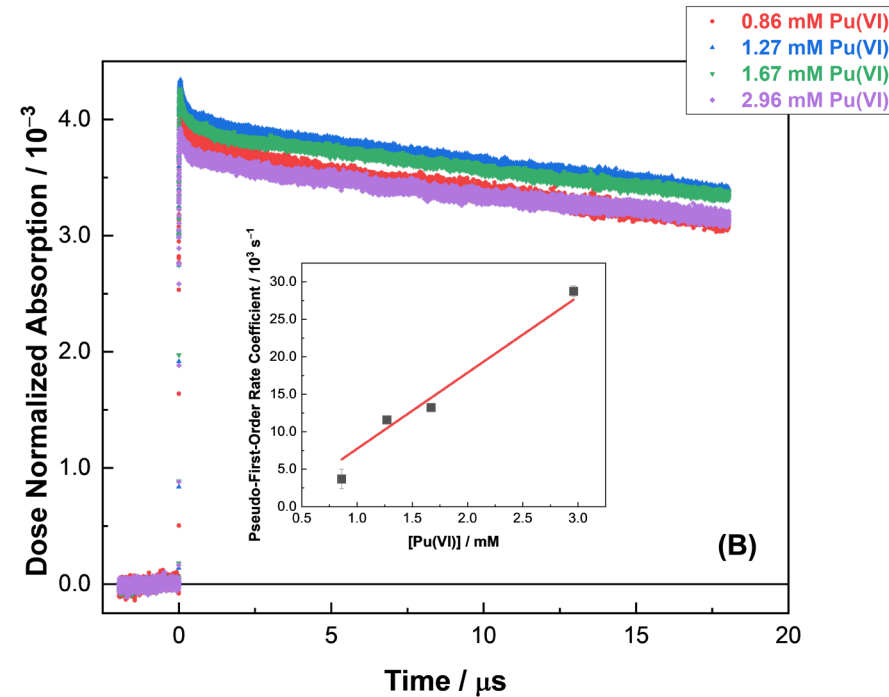 0.86 mM Pu(VI)
1.27 mM Pu(VI)
1.67 mM Pu(VI)
2.96 mM Pu(VI)
Dose Normalized Absorption / 10⁻³
4.0
3.0
2.0
1.0
0.0
Pseudo-First-Order Rate Coefficient / 10³ s⁻¹
30.0
25.0
20.0
15.0
10.0
5.0
0.0
0.5 1.0 1.5 2.0 2.5 3.0
[Pu(VI)] / mM
(B)
0 5 10 15 20
Time / μs